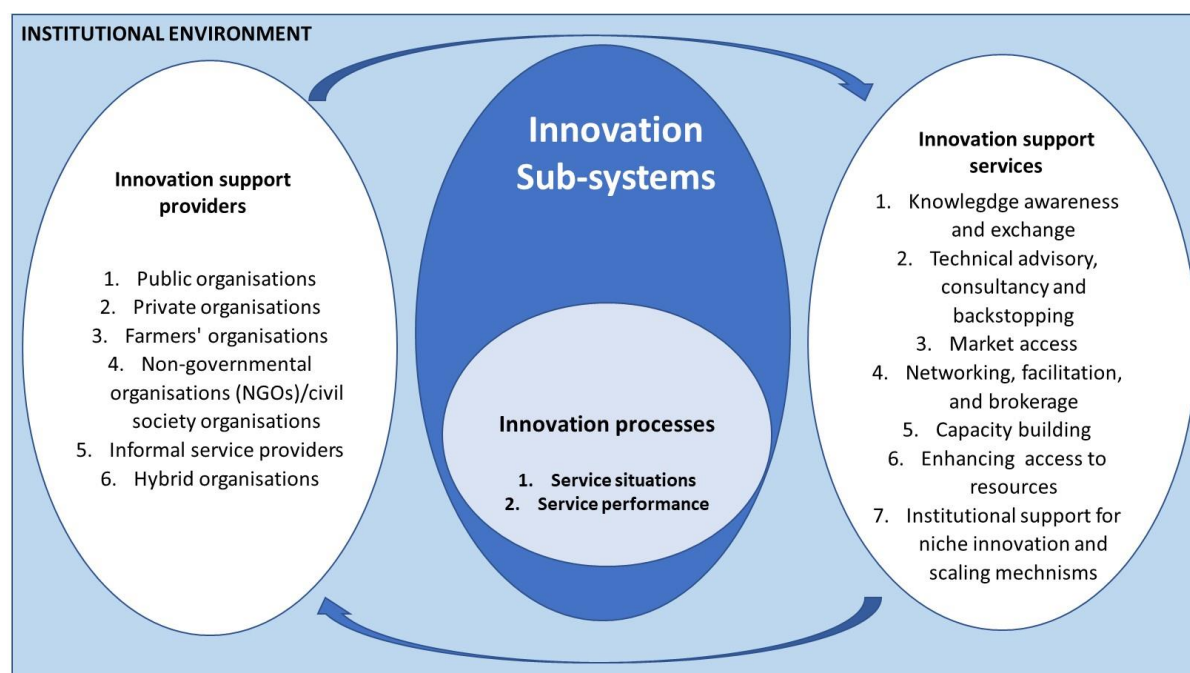 INSTITUTIONAL ENVIRONMENT
Innovation support
providers
1. Public organisations
2. Private organisations
3. Farmers' organisations
4. Non-governmental
organisations (NGOs)/civil
society organisations
5. Informal service providers
6. Hybrid organisations
Innovation
Sub-systems
Innovation processes
1. Service situations
2. Service performance
Innovation support
services
1. Knowlegdge awareness
and exchange
2. Technical advisory,
consultancy and
backstopping
3. Market access
4. Networking, facilitation,
and brokerage
5. Capacity building
6. Enhancing access to
resources
7. Institutional support for
niche innovation and
scaling mechnisms